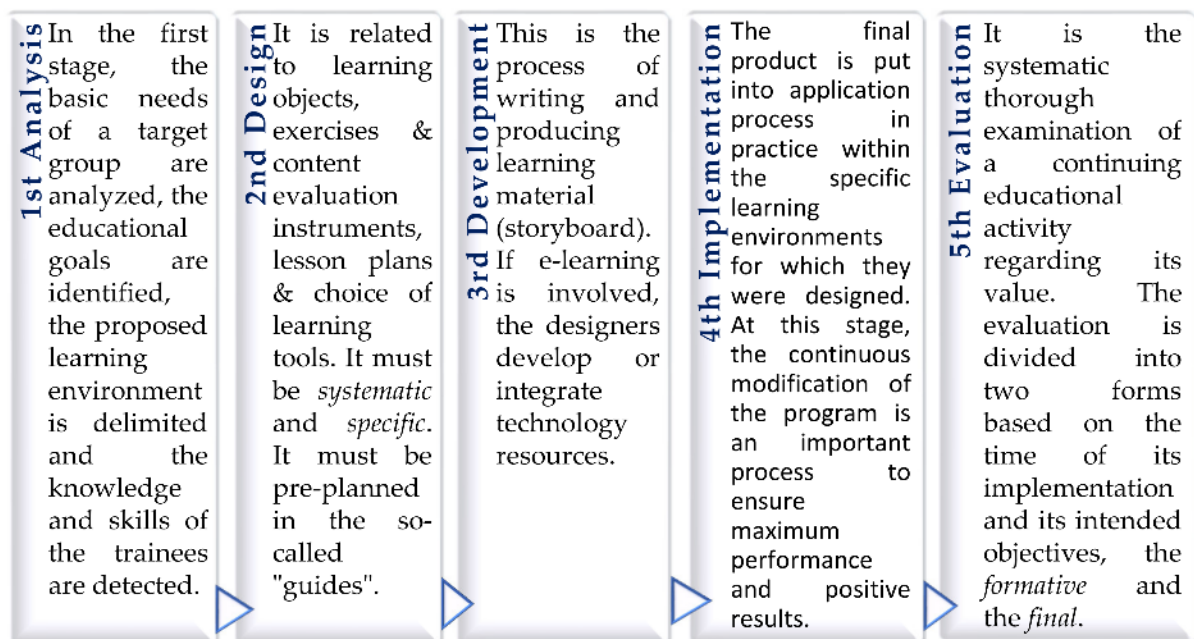 1st Analysis
In the first
stage, the
basic needs
of a target
group are
analyzed, the
educational
goals are
identified,
the proposed
learning
environment
is delimited
and the
knowledge
and skills of
the trainees
are detected.
2nd Design
It is related
to learning
objects,
exercises &
content
evaluation
instruments,
lesson plans
& choice of
learning
tools. It must
be systematic
and specific.
It must be
pre-planned
in the so-
called
"guides".
3rd Development
This is the
process of
writing and
producing
learning
material
(storyboard).
If e-learning
is involved,
the designers
develop or
integrate
technology
resources.
4th Implementation
The final
product is put
into application
process in
practice within
the specific
learning
environments
for which they
were designed.
At this stage,
the continuous
modification of
the program is
an important
process to
ensure
maximum
performance
and positive
results.
5th Evaluation
It is the
systematic
thorough
examination of
a continuing
educational
activity
regarding its
value. The
evaluation is
divided into
two forms
based on the
time of its
implementation
and its intended
objectives, the
formative and
the final.